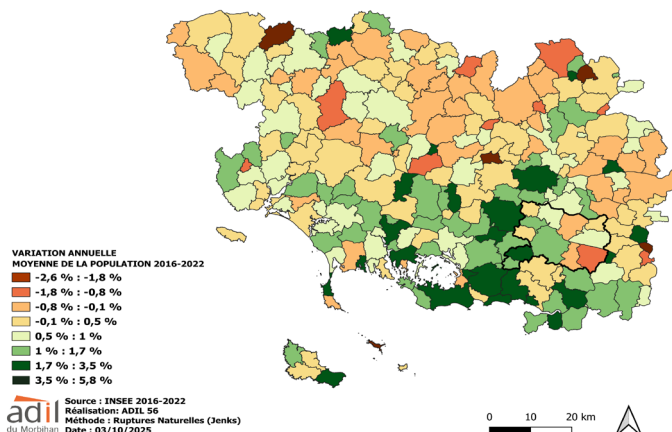 VARIATION ANNUELLE
MOYENNE DE LA POPULATION 2016-2022
-2,6 % : -1,8 %
-1,8 % : -0,8 %
-0,8 % : -0,1 %
-0,1 % : 0,5 %
0,5 % : 1 %
1 % : 1,7 %
1,7 % : 3,5 %
3,5 % : 5,8 %
adil
du Morbihan
Source : INSEE 2016-2022
Réalisation: ADIL 56
Méthode : Ruptures Naturelles (Jenks)
Date : 03/10/2025
0 10 20 km